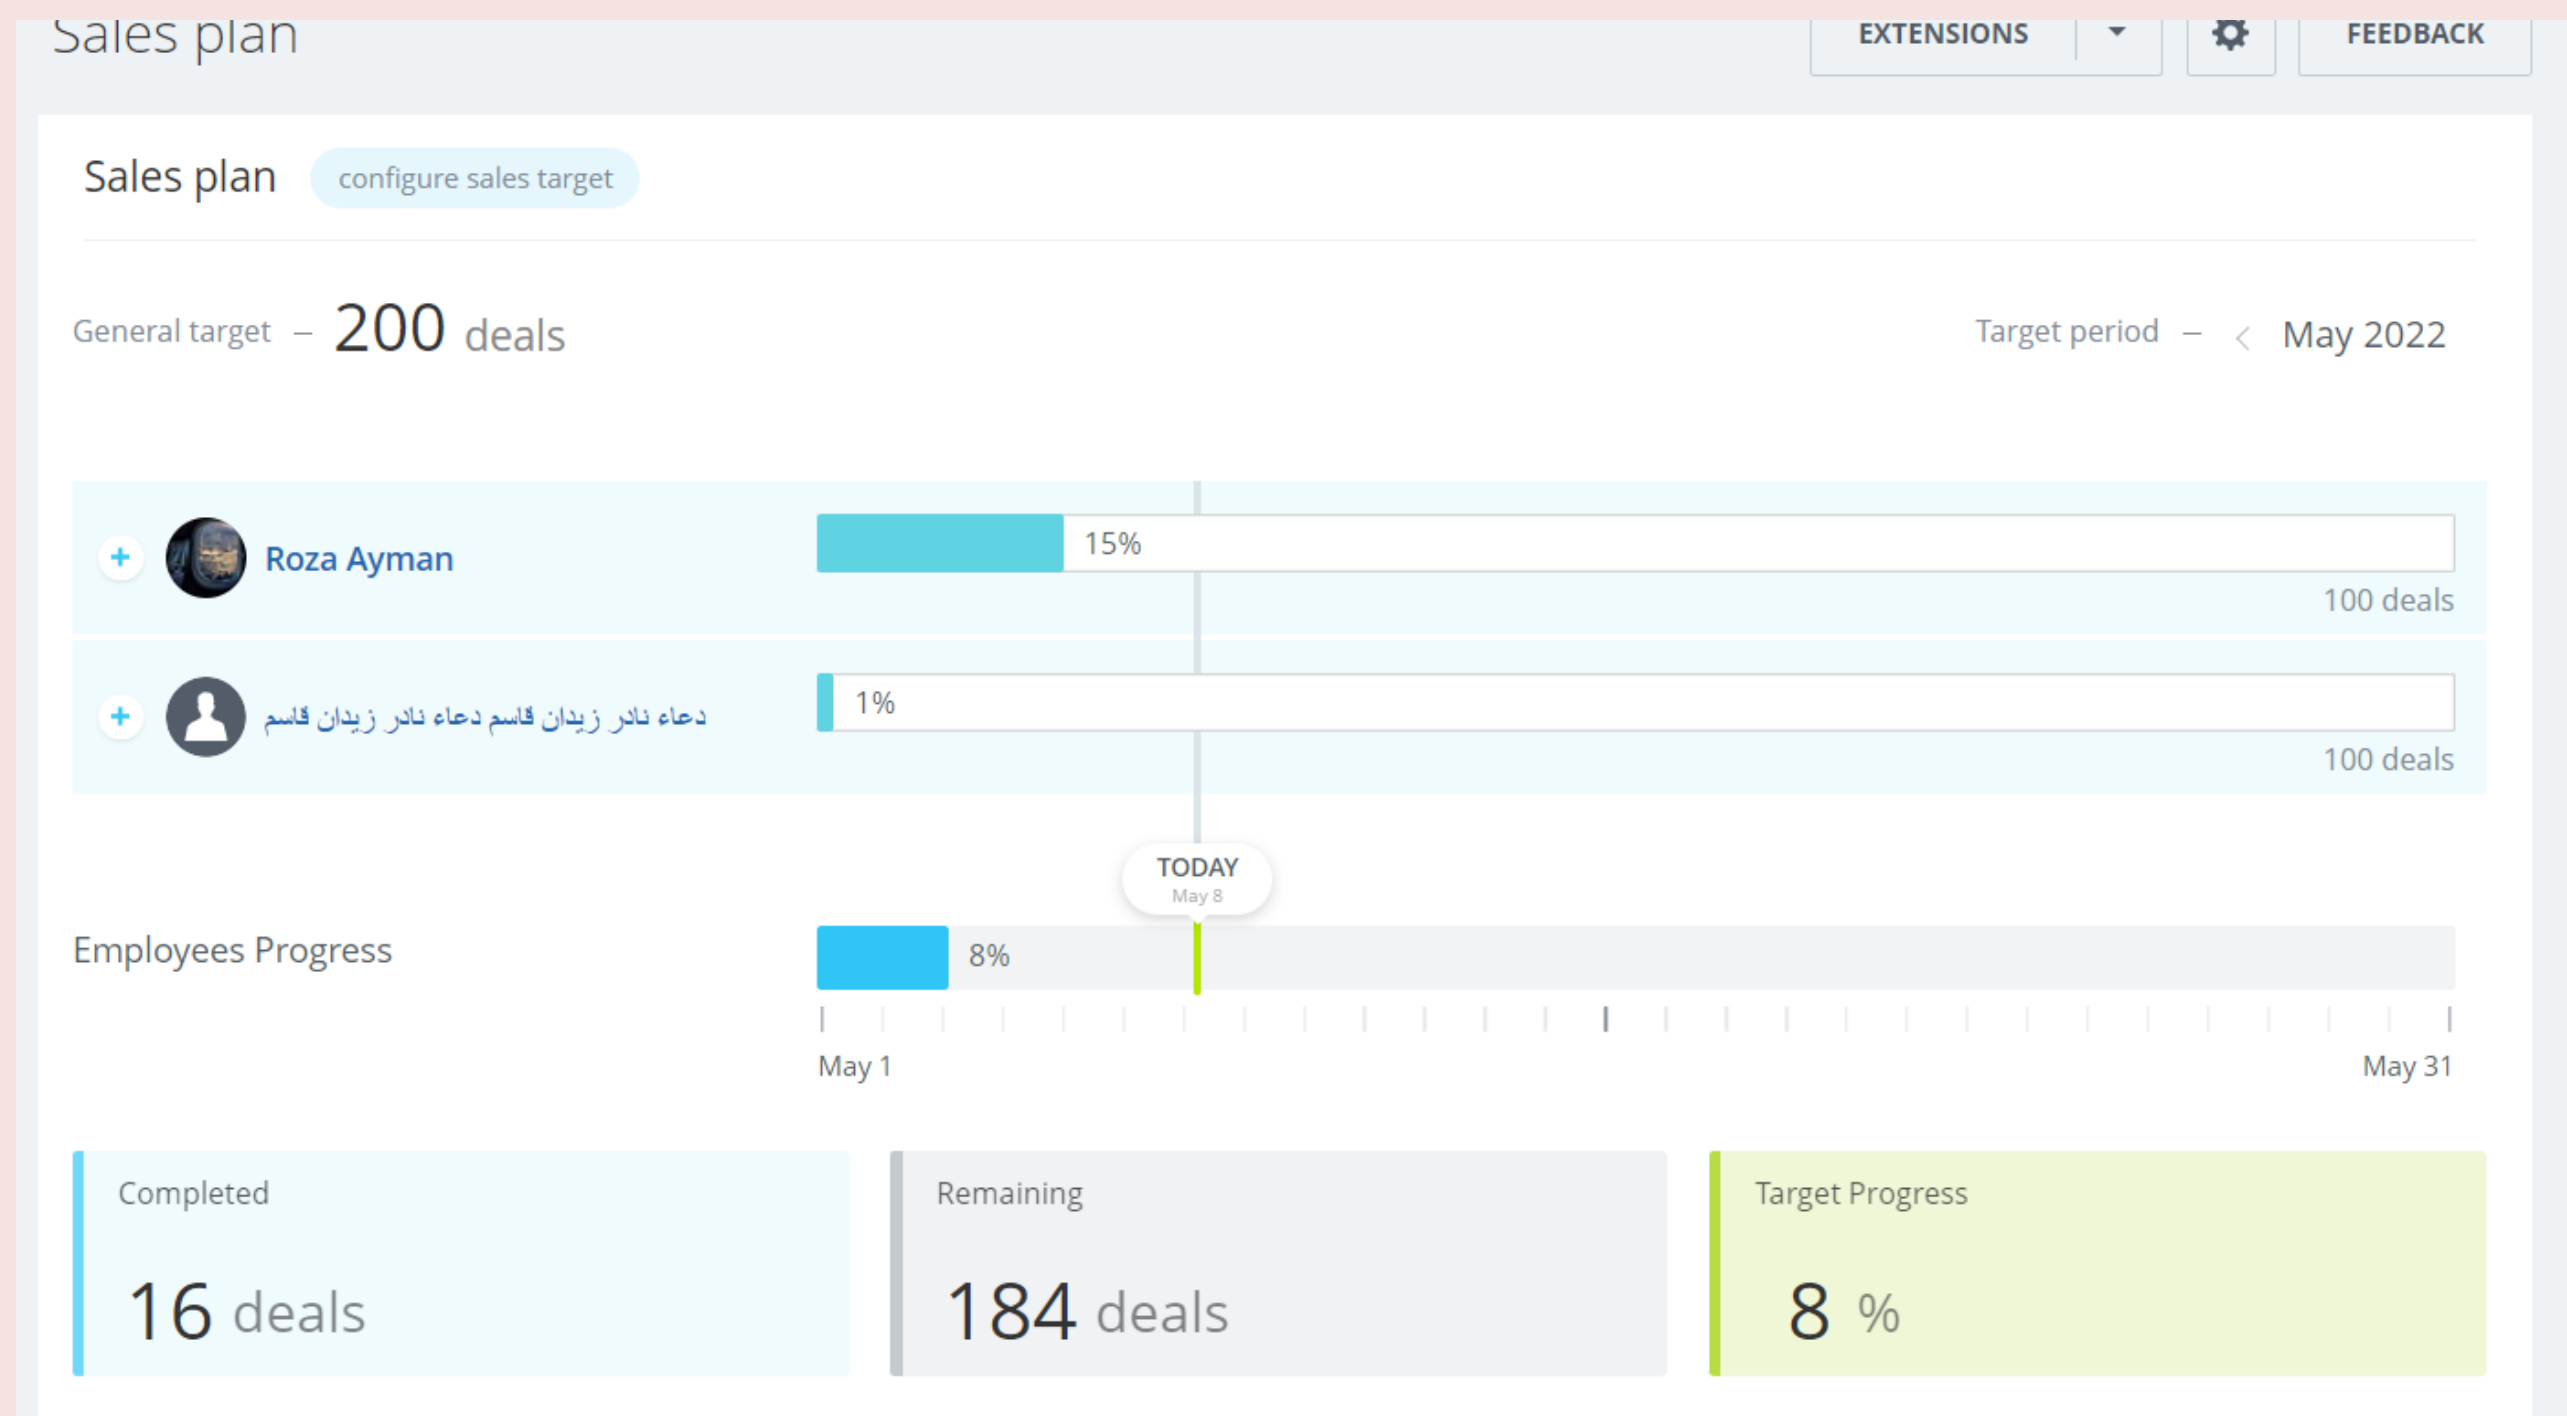 Sales plan
EXTENSIONS
FEEDBACK
Sales plan
configure sales target
General target – 200 deals
Target period – < May 2022
Roza Ayman
15%
100 deals
دعاء نادر زيدان قاسم دعاء نادر زيدان قاسم
1%
100 deals
TODAY
May 8
Employees Progress
8%
May 1
May 31
Completed
Remaining
Target Progress
16 deals
184 deals
8 %